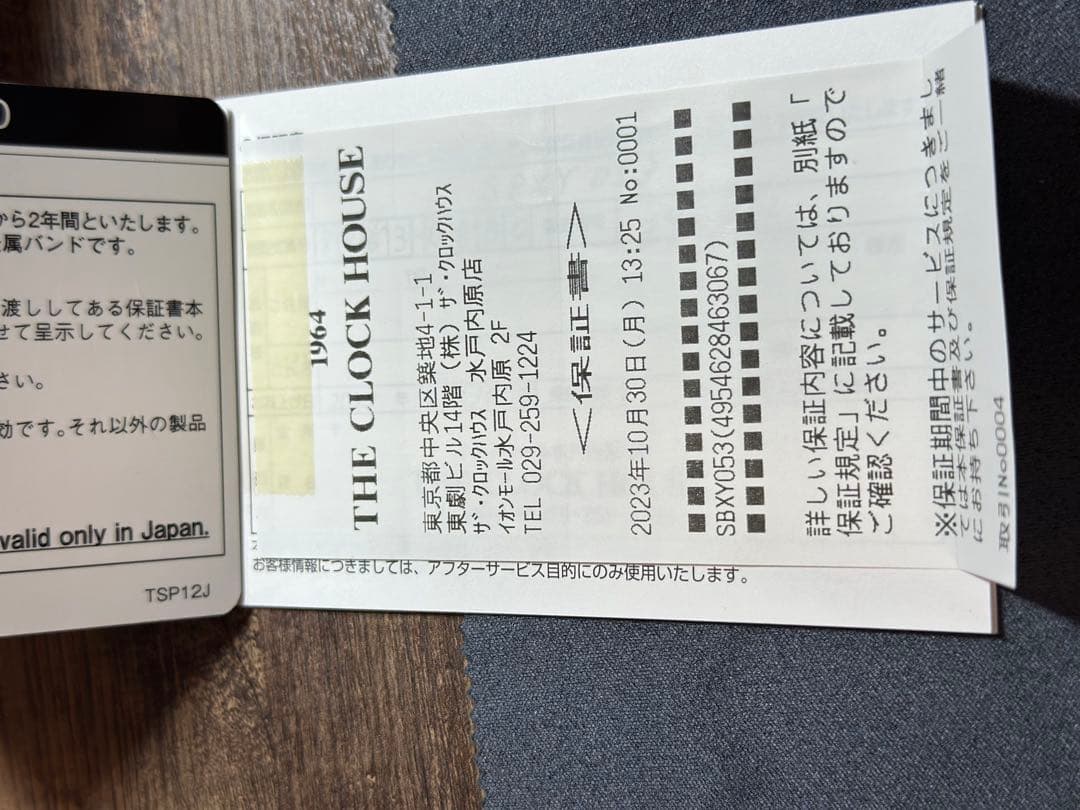 から2年間といたします。
属バンドです。
渡ししてある保証書本
せて呈示してください。
さい。
効です。それ以外の製品
valid only in Japan.
TSP12J
1964
THE CLOCK HOUSE
東京都中央区築地4-1-1
東劇ビル14階 (株) ザ・クロックハウス
ザ・クロックハウス 水戸内原店
イオンモール水戸内原 2F
TEL 029-259-1224
<保証書>
2023年10月30日(月) 13:25 No:0001
SBXY053(4954628463067)
詳しい保証内容については、別紙「
保証規定」に記載しておりますので
ご確認ください。
※保証期間中のサービスにつきまし
ては本保証書及び保証規定をご一緒
にお持ち下さい。
取引No0004
お客様情報につきましては、アフターサービス目的にのみ使用いたします。